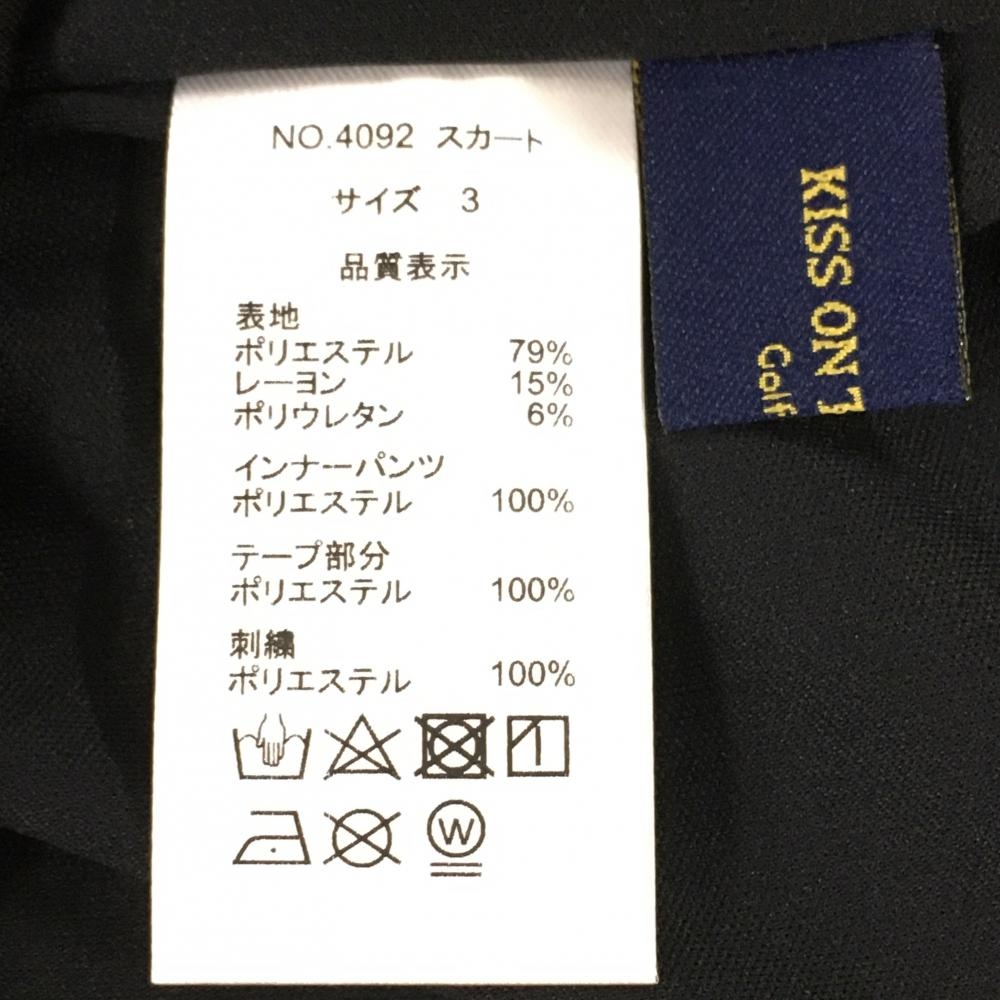 NO.4092 スカート
サイズ 3
品質表示
表地
ポリエステル 79%
レーヨン 15%
ポリウレタン 6%
インナーパンツ
ポリエステル 100%
テープ部分
ポリエステル 100%
刺繍
ポリエステル 100%
W
KISS ON
Golf